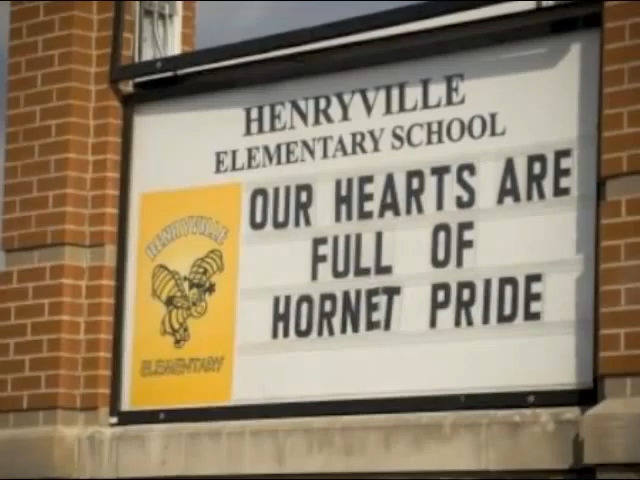 HENRYVILLE
ELEMENTARY SCHOOL
OUR HEARTS ARE
FULL OF
HORNET PRIDE
HENRYVILLE
ELEMENTARY